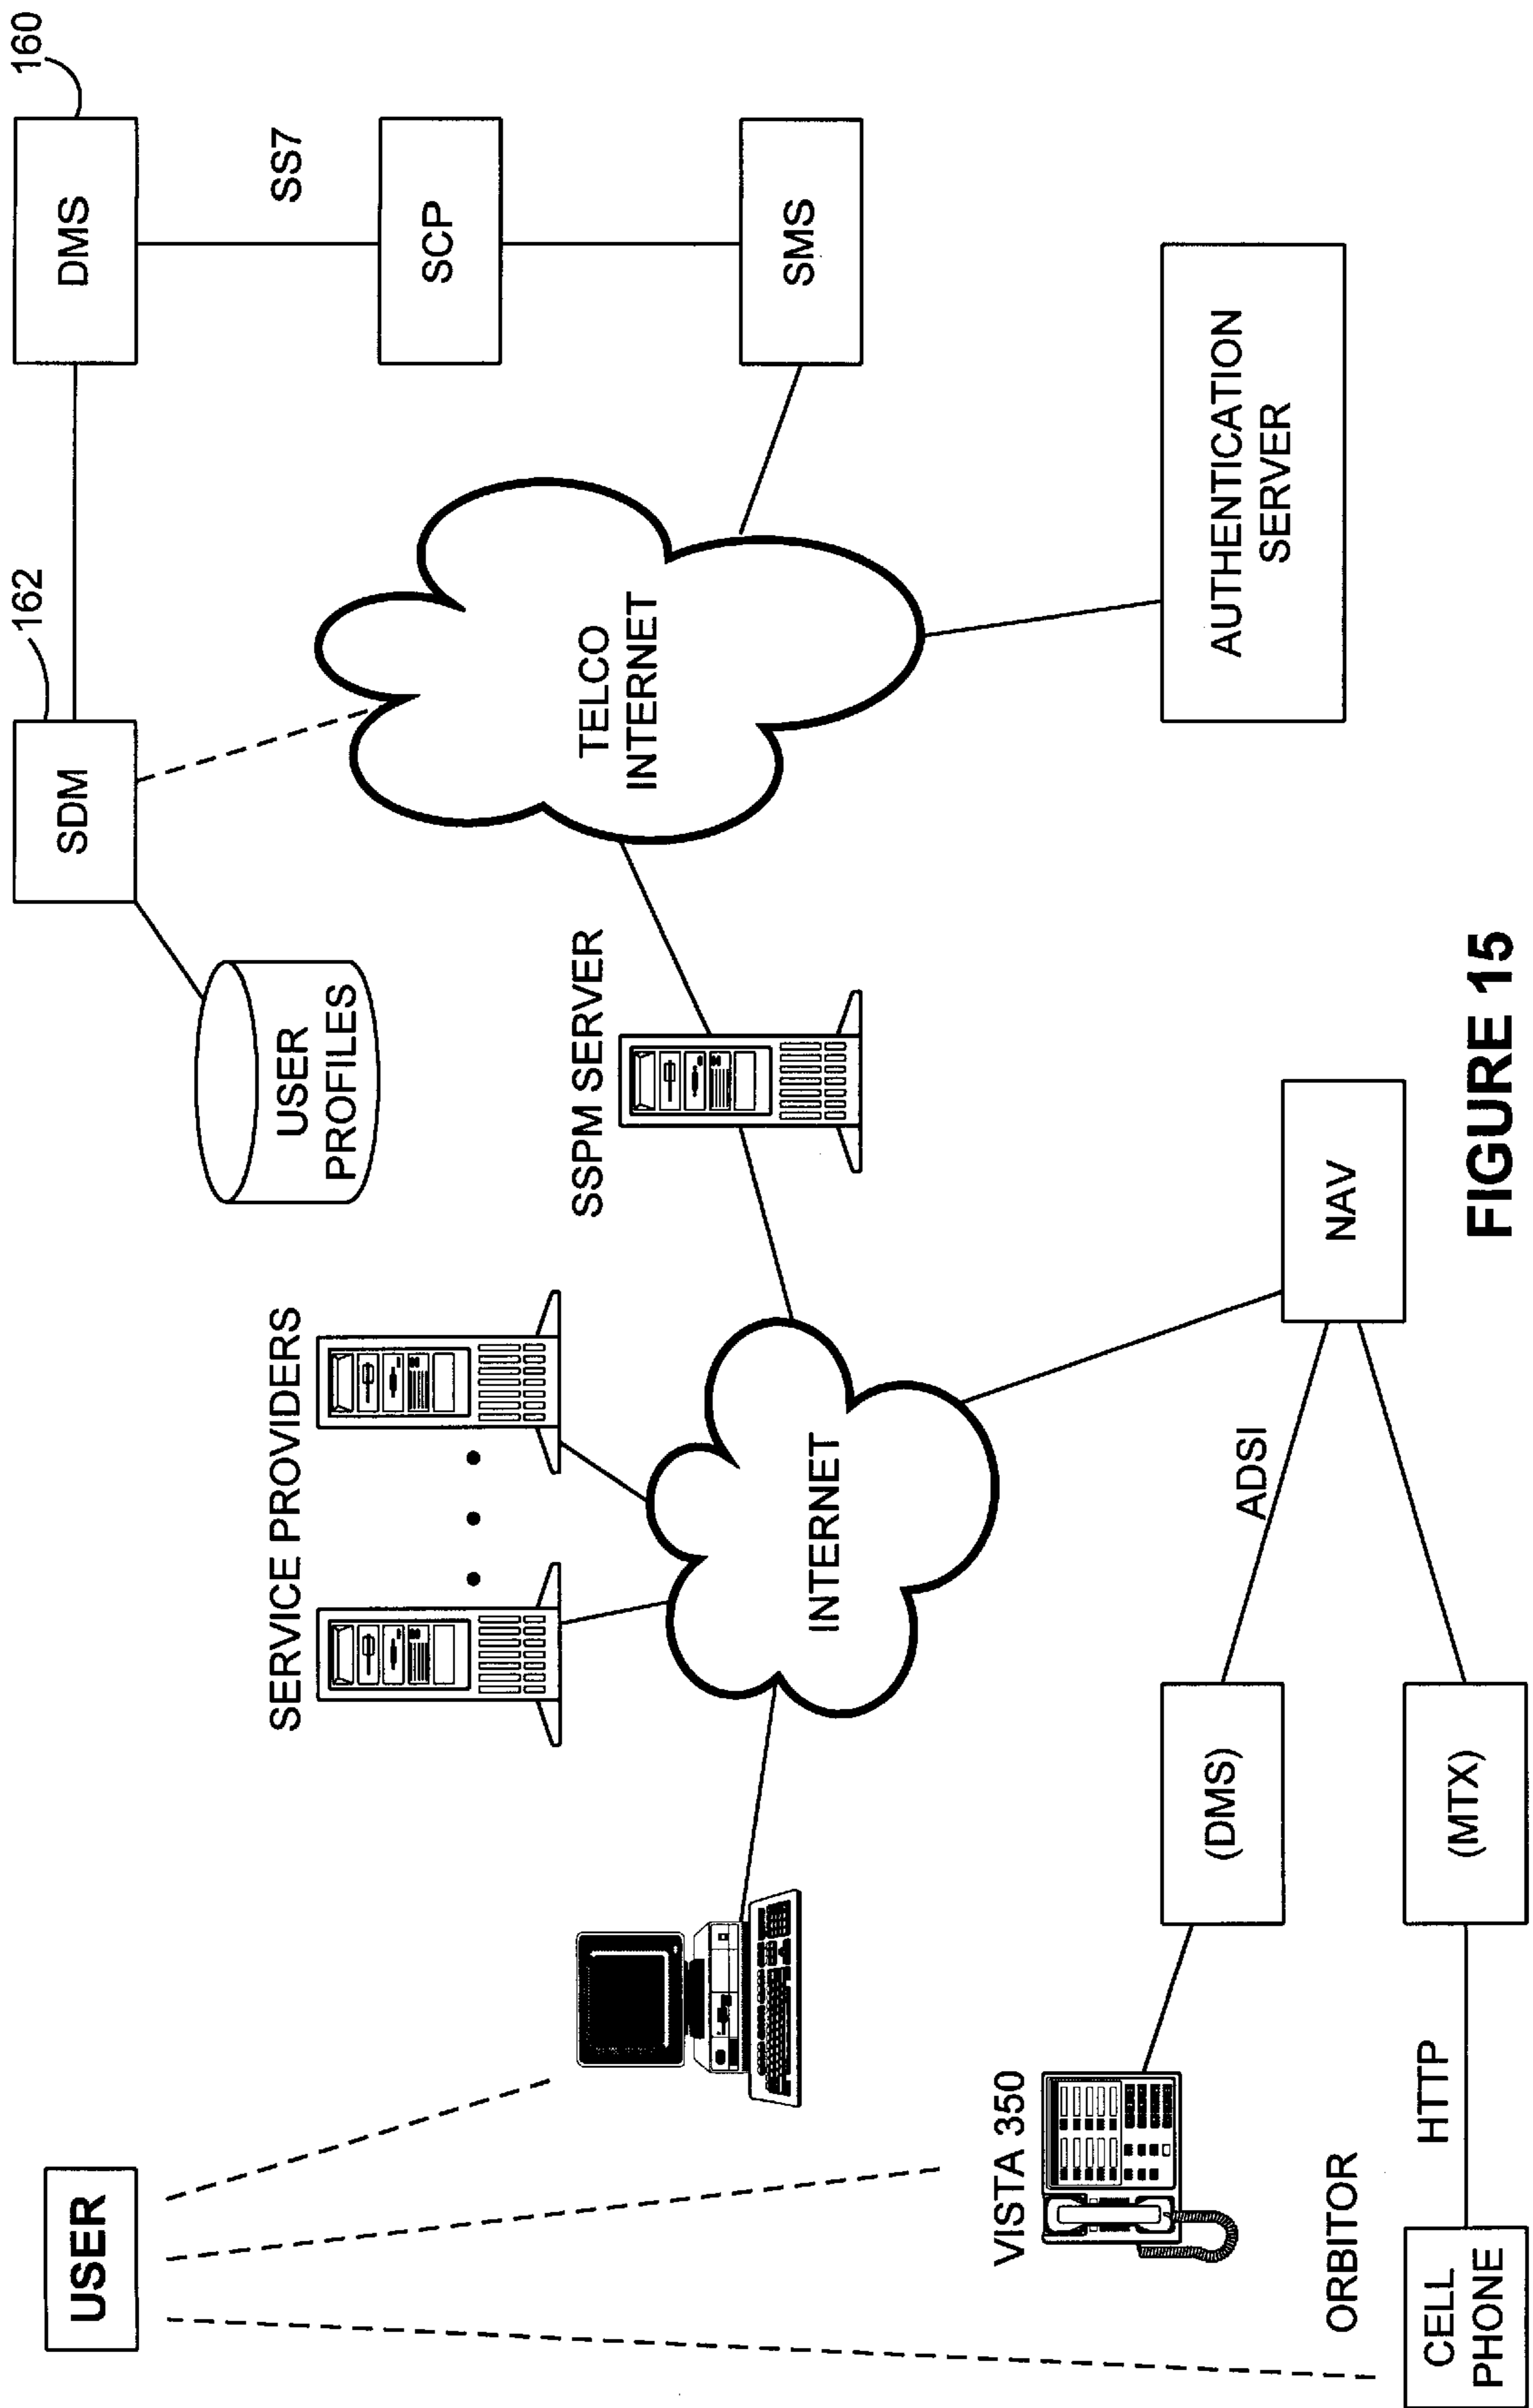 USER
SERVICE PROVIDERS
USER
PROFILES
SDM
162
DMS
160
SS7
SCP
SMS
SSPM SERVER
TELCO
INTERNET
INTERNET
AUTHENTICATION
SERVER
VISTA 350
(DMS)
ADSI
NAV
ORBITOR
CELL
PHONE
HTTP
(MTX)
FIGURE 15